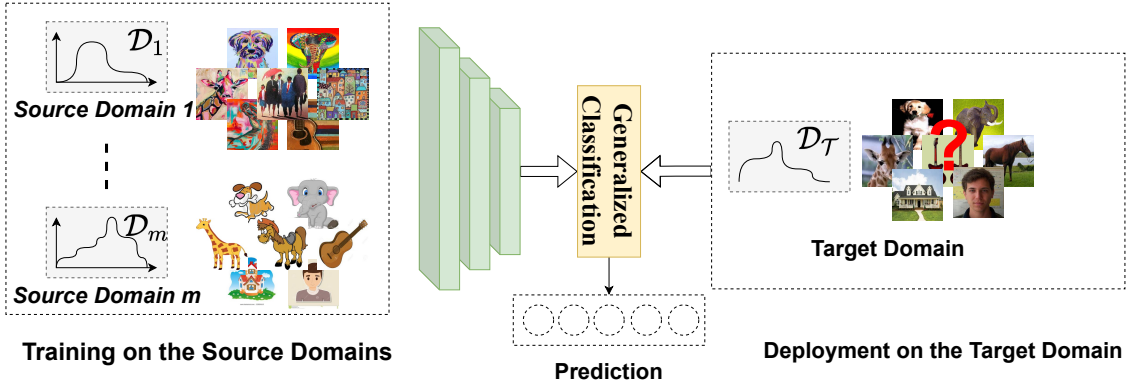 𝒟₁
Source Domain 1
𝒟ₘ
Source Domain m
Training on the Source Domains
Generalized
Classification
Prediction
𝒟_𝒯
?
Target Domain
Deployment on the Target Domain